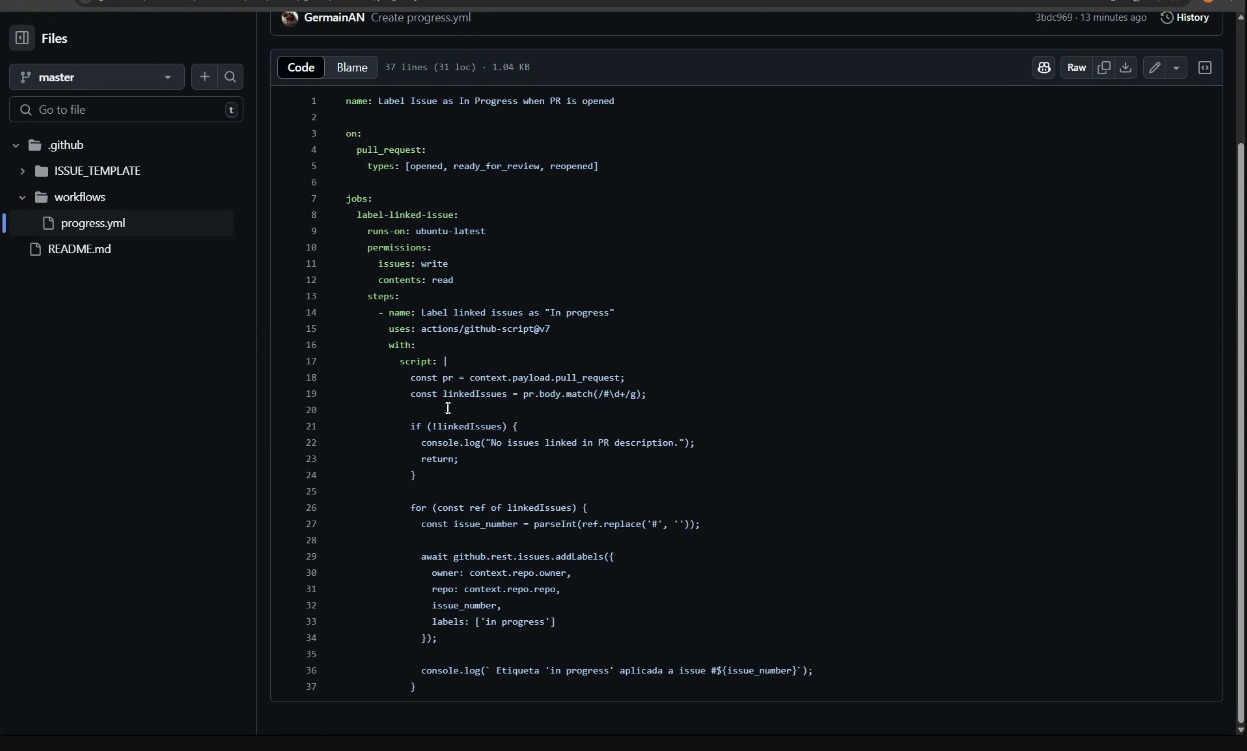 GermainAN Create progress.yml
3bdc969 · 13 minutes ago
History
Files
master
Go to file
t
.github
ISSUE_TEMPLATE
workflows
progress.yml
README.md
Code
Blame
37 lines (31 loc) · 1.04 KB
Raw
1 name: Label Issue as In Progress when PR is opened
2
3 on:
4 pull_request:
5 types: [opened, ready_for_review, reopened]
6
7 jobs:
8 label-linked-issue:
9 runs-on: ubuntu-latest
10 permissions:
11 issues: write
12 contents: read
13 steps:
14 - name: Label linked issues as "In progress"
15 uses: actions/github-script@v7
16 with:
17 script: |
18 const pr = context.payload.pull_request;
19 const linkedIssues = pr.body.match(/#\d+/g);
20
21 if (!linkedIssues) {
22 console.log("No issues linked in PR description.");
23 return;
24 }
25
26 for (const ref of linkedIssues) {
27 const issue_number = parseInt(ref.replace('#', ''));
28
29 await github.rest.issues.addLabels({
30 owner: context.repo.owner,
31 repo: context.repo.repo,
32 issue_number,
33 labels: ['in progress']
34 });
35
36 console.log(` Etiqueta 'in progress' aplicada a issue #${issue_number}`);
37 }